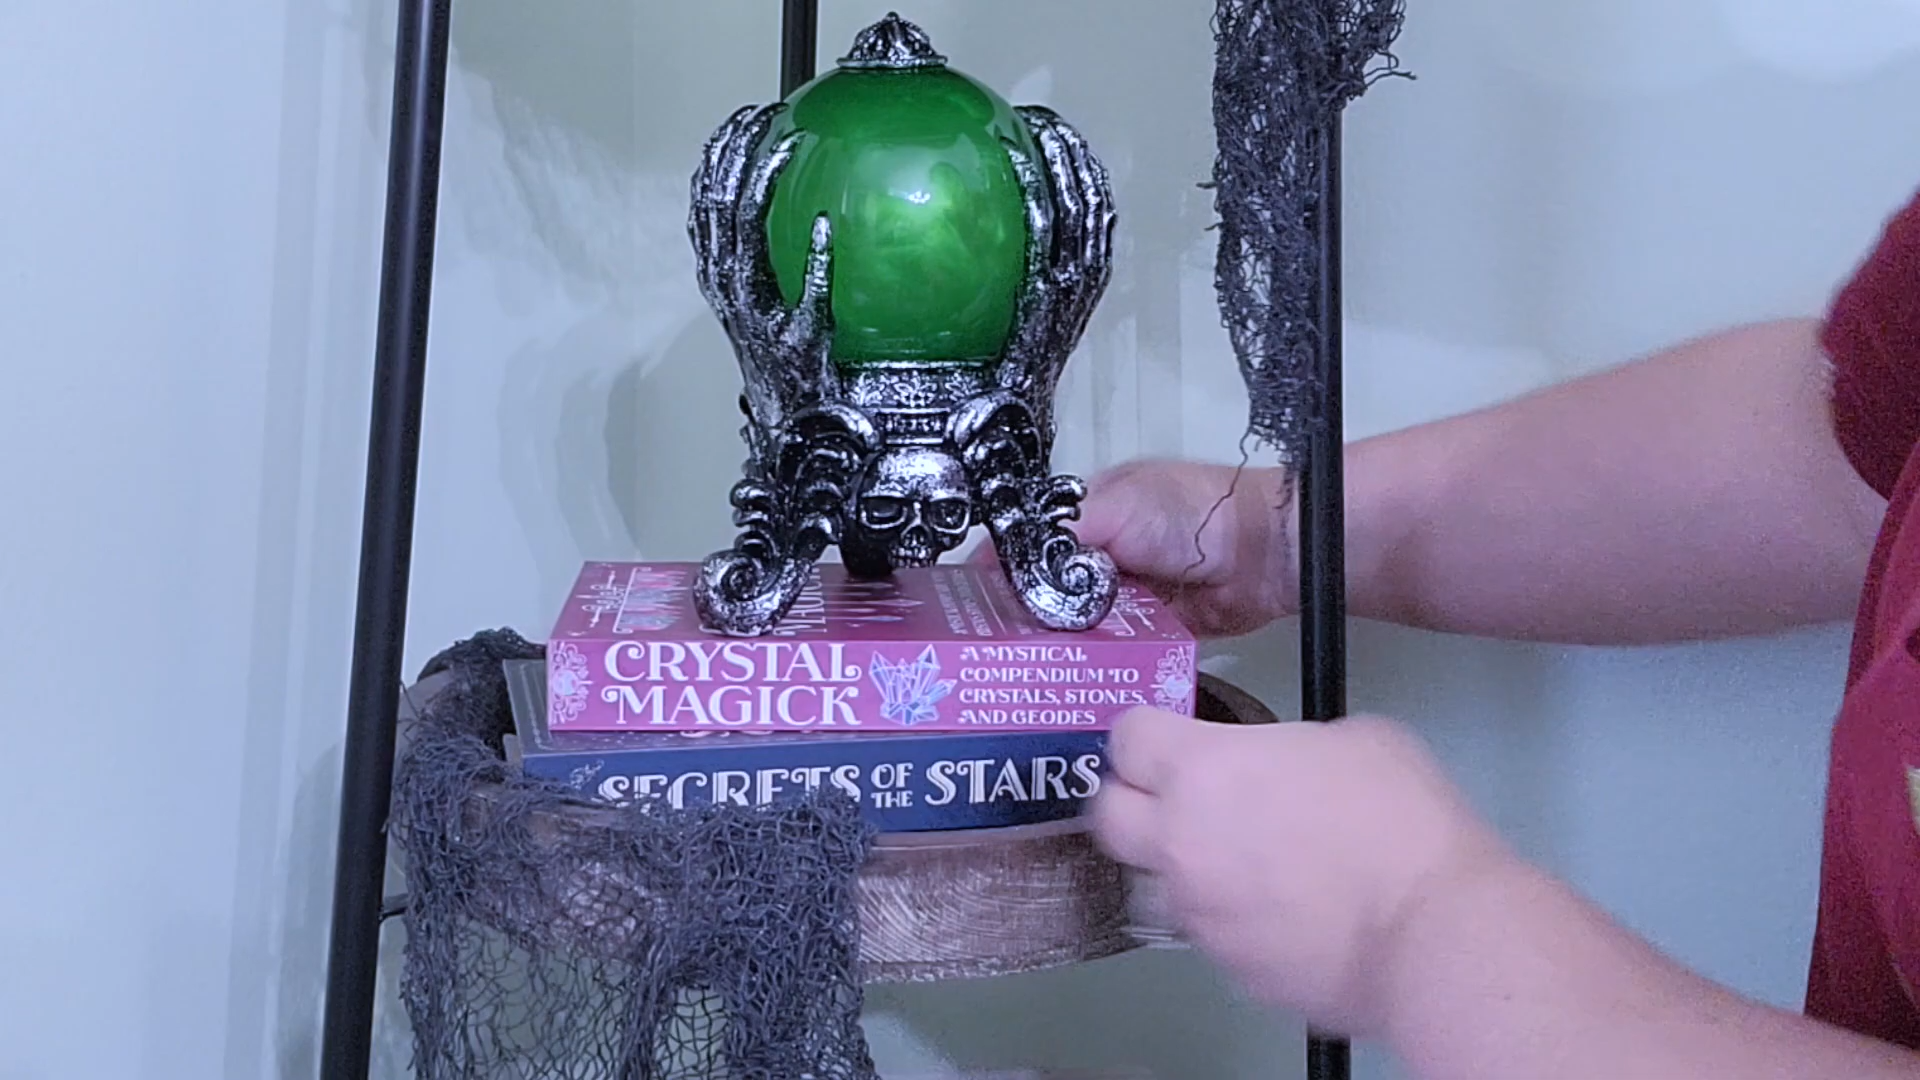 CRYSTAL
MAGICK
A MYSTICAL
COMPENDIUM TO
CRYSTALS, STONES,
AND GEODES
SECRETS OF THE STARS